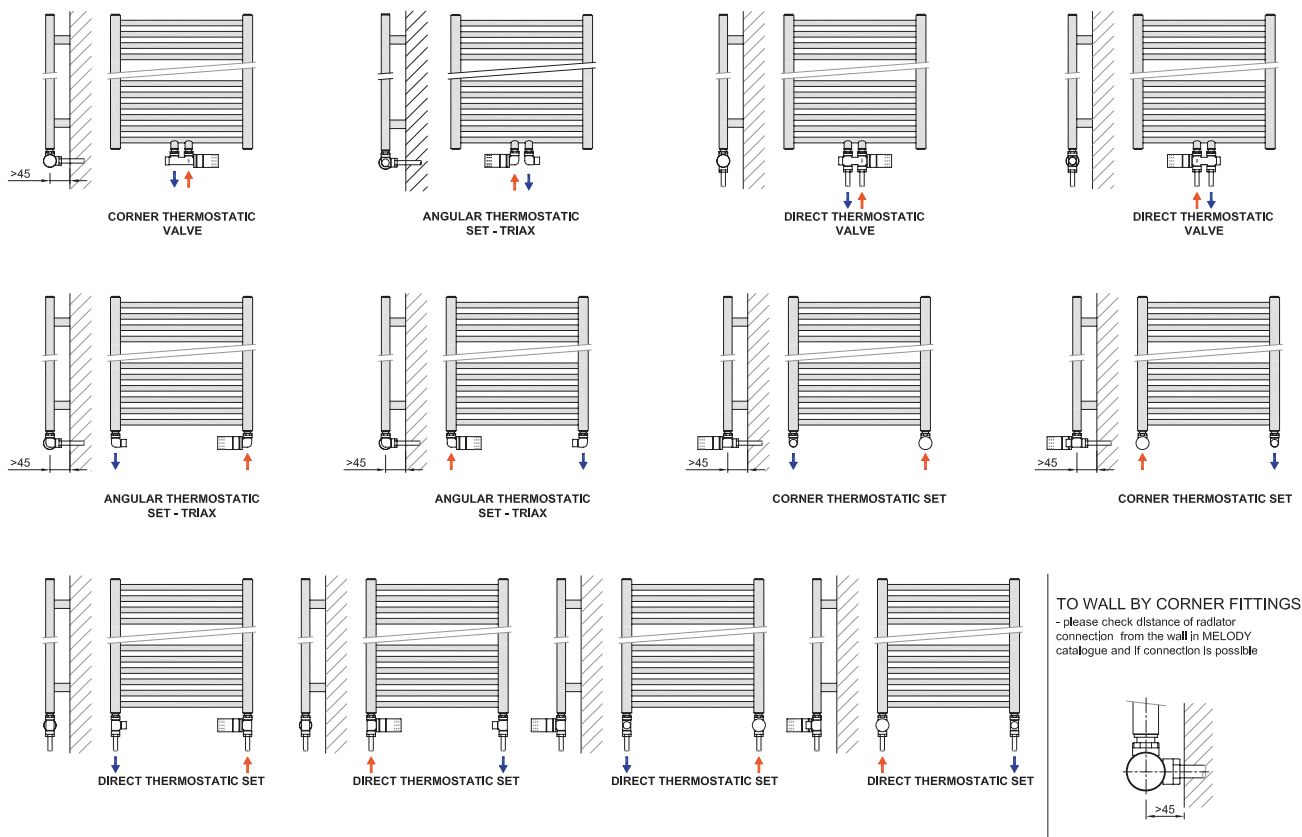 >45
CORNER THERMOSTATIC
VALVE
ANGULAR THERMOSTATIC
SET - TRIAX
DIRECT THERMOSTATIC
VALVE
DIRECT THERMOSTATIC
VALVE
>45
ANGULAR THERMOSTATIC
SET - TRIAX
>45
ANGULAR THERMOSTATIC
SET - TRIAX
>45
CORNER THERMOSTATIC SET
>45
CORNER THERMOSTATIC SET
DIRECT THERMOSTATIC SET
DIRECT THERMOSTATIC SET
DIRECT THERMOSTATIC SET
DIRECT THERMOSTATIC SET
TO WALL BY CORNER FITTINGS
- please check distance of radiator
connection from the wall in MELODY
catalogue and if connection is possible
>45